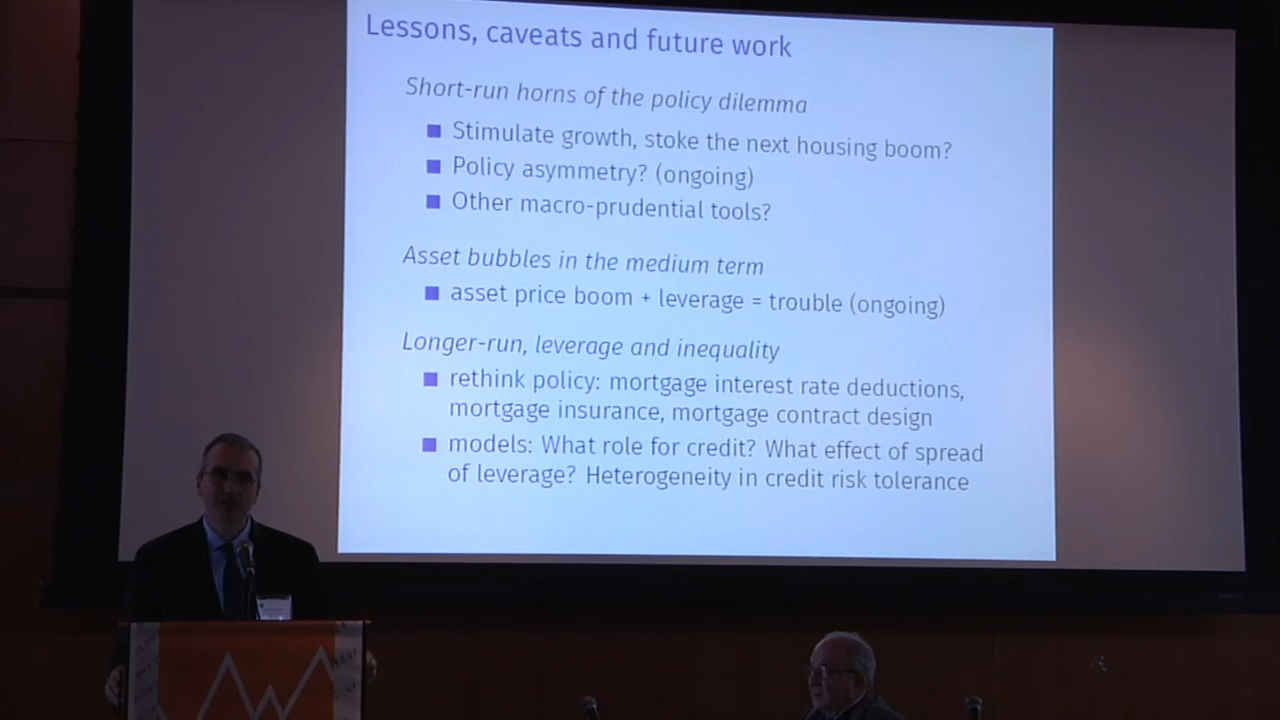 Lessons, caveats and future work
Short-run horns of the policy dilemma
Stimulate growth, stoke the next housing boom?
Policy asymmetry? (ongoing)
Other macro-prudential tools?
Asset bubbles in the medium term
asset price boom + leverage = trouble (ongoing)
Longer-run, leverage and inequality
rethink policy: mortgage interest rate deductions,
mortgage insurance, mortgage contract design
models: What role for credit? What effect of spread
of leverage? Heterogeneity in credit risk tolerance